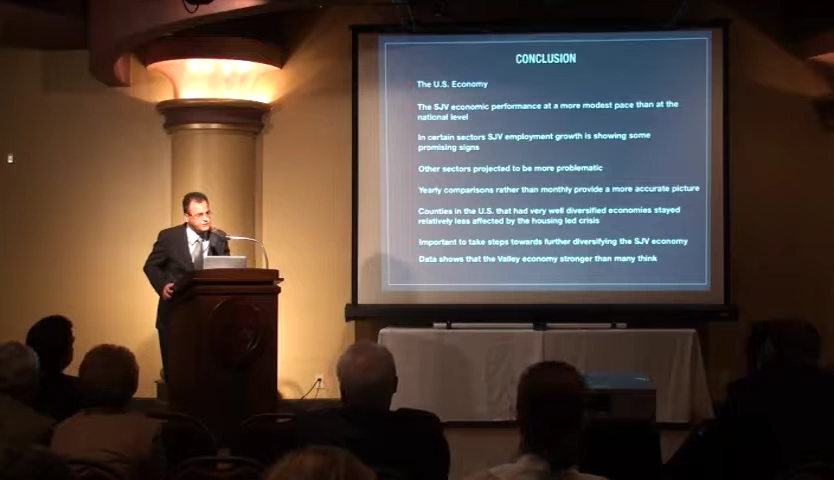 CONCLUSION
The U.S. Economy
The SJV economic performance at a more modest pace than at the
national level
In certain sectors SJV employment growth is showing some
promising signs
Other sectors projected to be more problematic
Yearly comparisons rather than monthly provide a more accurate picture
Counties in the U.S. that had very well diversified economies stayed
relatively less affected by the housing led crisis
Important to take steps towards further diversifying the SJV economy
Data shows that the Valley economy stronger than many think